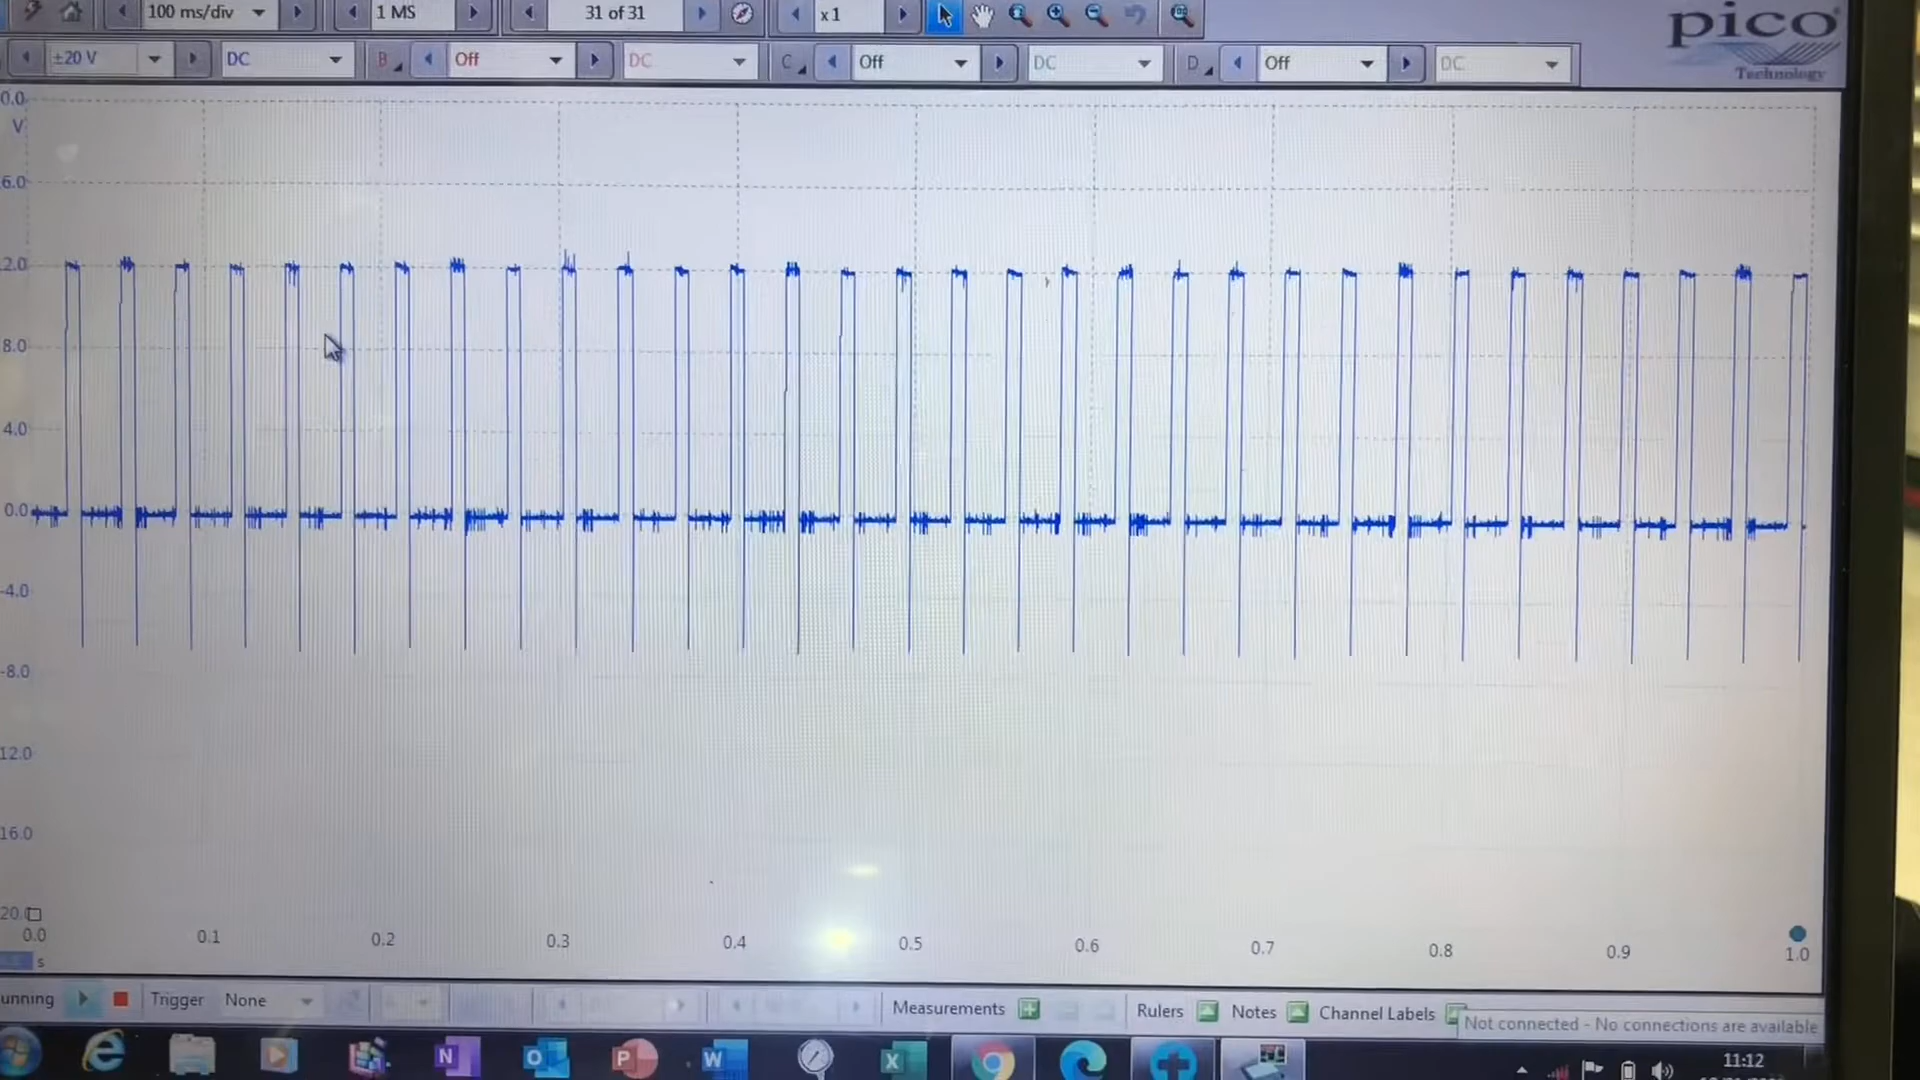 100 ms/div 1 MS 31 of 31 x 1
pico
Technology
±20 V DC B Off DC C Off DC D Off DC
0.0
V
6.0
2.0
8.0
4.0
0.0
-4.0
-8.0
12.0
16.0
20.0
0.0 0.1 0.2 0.3 0.4 0.5 0.6 0.7 0.8 0.9 1.0
s
unning Trigger None Measurements Rulers Notes Channel Labels
Not connected - No connections are available
N O P W X
11:12